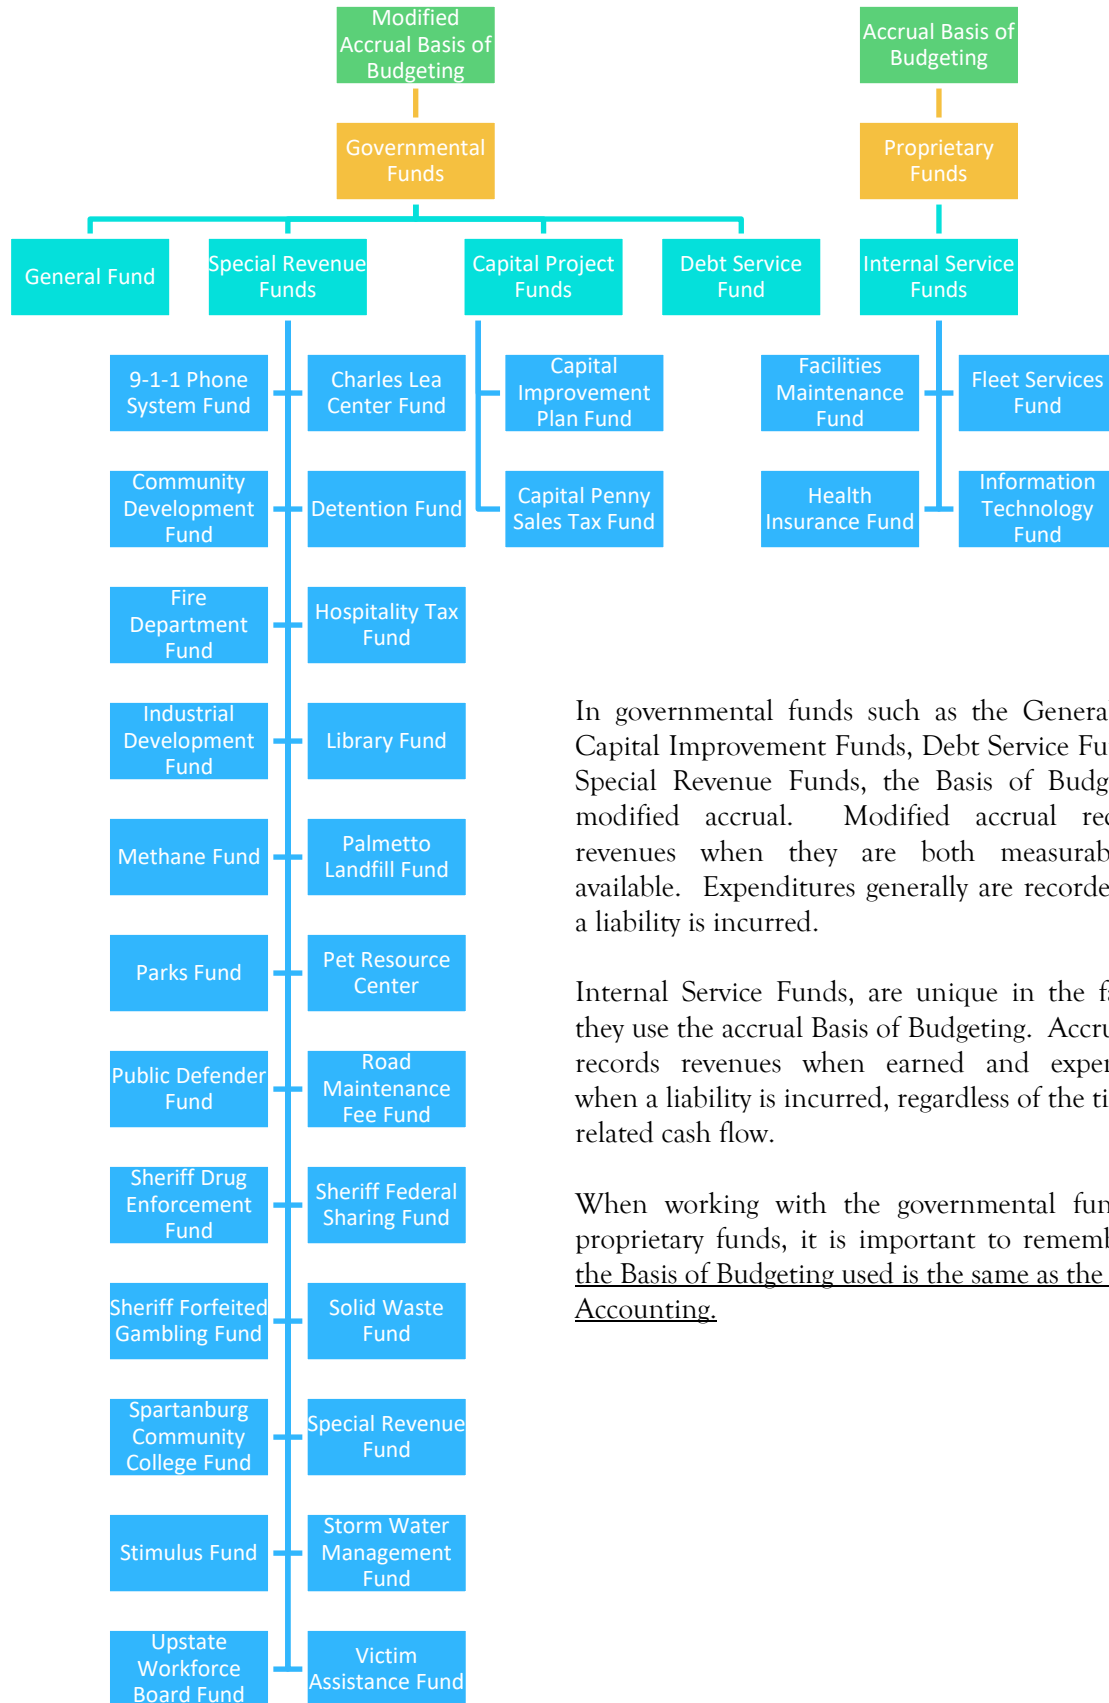 Modified
Accrual Basis of
Budgeting
Accrual Basis of
Budgeting
Governmental
Funds
Proprietary
Funds
General Fund
Special Revenue
Funds
Capital Project
Funds
Debt Service
Fund
Internal Service
Funds
9-1-1 Phone
System Fund
Charles Lea
Center Fund
Capital
Improvement
Plan Fund
Facilities
Maintenance
Fund
Fleet Services
Fund
Community
Development
Fund
Detention Fund
Capital Penny
Sales Tax Fund
Health
Insurance Fund
Information
Technology
Fund
Fire
Department
Fund
Hospitality Tax
Fund
Industrial
Development
Fund
Library Fund
Methane Fund
Palmetto
Landfill Fund
Parks Fund
Pet Resource
Center
Public Defender
Fund
Road
Maintenance
Fee Fund
Sheriff Drug
Enforcement
Fund
Sheriff Federal
Sharing Fund
Sheriff Forfeited
Gambling Fund
Solid Waste
Fund
Spartanburg
Community
College Fund
Special Revenue
Fund
Stimulus Fund
Storm Water
Management
Fund
Upstate
Workforce
Board Fund
Victim
Assistance Fund
In governmental funds such as the General
Capital Improvement Funds, Debt Service Fu
Special Revenue Funds, the Basis of Budg
modified accrual. Modified accrual rec
revenues when they are both measurab
available. Expenditures generally are recorde
a liability is incurred.
Internal Service Funds, are unique in the fa
they use the accrual Basis of Budgeting. Accru
records revenues when earned and exper
when a liability is incurred, regardless of the ti
related cash flow.
When working with the governmental fun
proprietary funds, it is important to rememb
the Basis of Budgeting used is the same as the
Accounting.